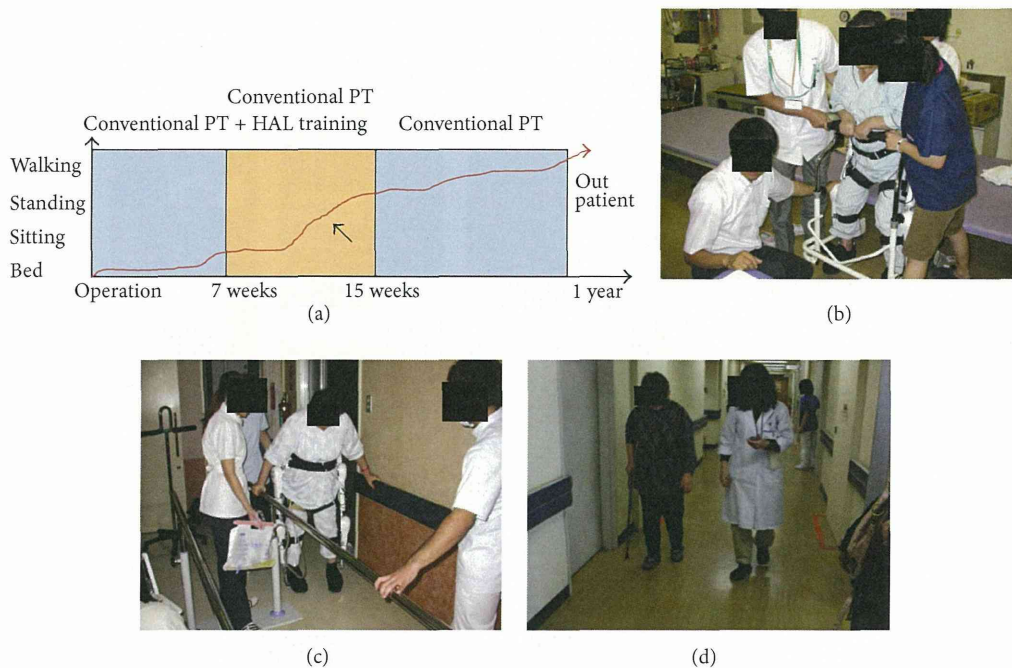 Conventional PT
Conventional PT + HAL training
Conventional PT
Walking
Standing
Sitting
Bed
Out
patient
Operation
7 weeks
15 weeks
1 year
(a)
(b)
(c)
(d)